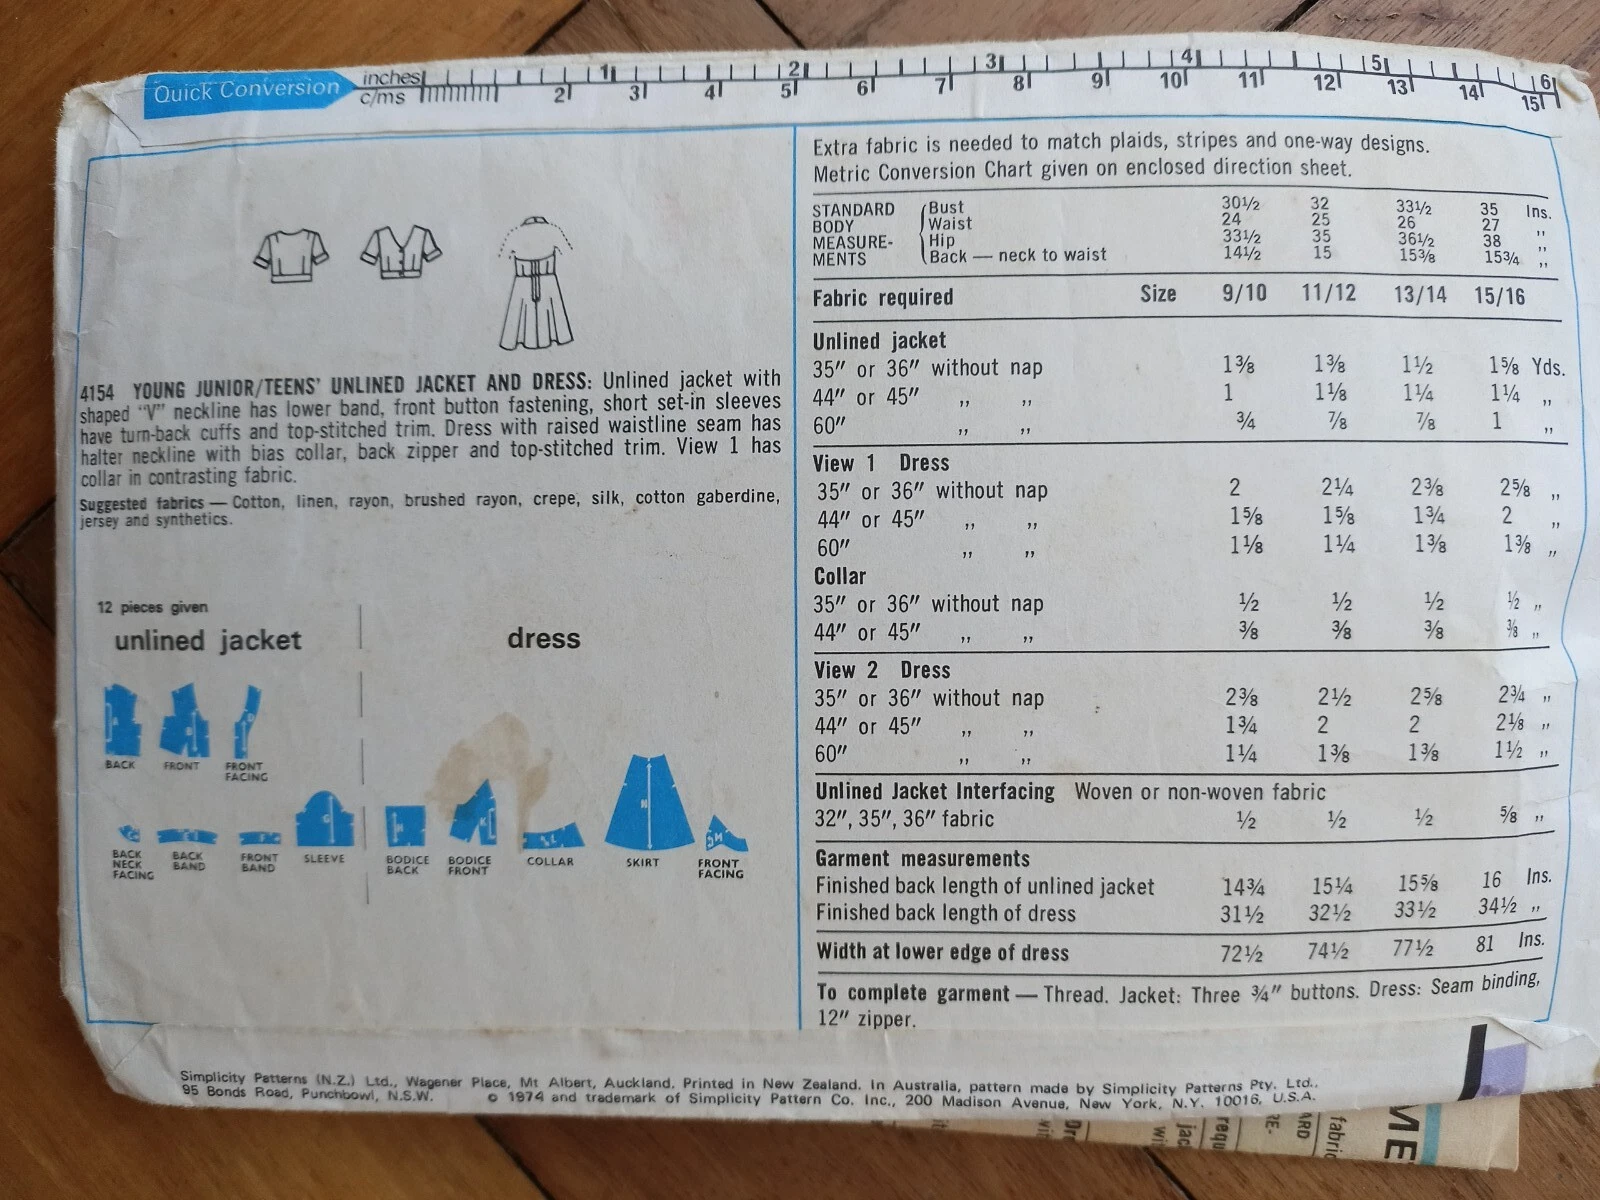 Quick Conversion
inches 1 2 3 4 5 6
c/ms 2 3 4 5 6 7 8 9 10 11 12 13 14 15
4154 YOUNG JUNIOR/TEENS' UNLINED JACKET AND DRESS: Unlined jacket with
shaped "V" neckline has lower band, front button fastening, short set-in sleeves
have turn-back cuffs and top-stitched trim. Dress with raised waistline seam has
halter neckline with bias collar, back zipper and top-stitched trim. View 1 has
collar in contrasting fabric.
Suggested fabrics — Cotton, linen, rayon, brushed rayon, crepe, silk, cotton gaberdine,
jersey and synthetics.
12 pieces given
unlined jacket
dress
BACK
FRONT
FRONT
FACING
BACK
NECK
FACING
BACK
BAND
FRONT
BAND
SLEEVE
G
BODICE
BACK
H
BODICE
FRONT
K
COLLAR
L
SKIRT
N
FRONT
FACING
M
Extra fabric is needed to match plaids, stripes and one-way designs.
Metric Conversion Chart given on enclosed direction sheet.
STANDARD
BODY
MEASURE-
MENTS
Bust 30½ 32 33½ 35 Ins.
Waist 24 25 26 27 ,,
Hip 33½ 35 36½ 38 ,,
Back — neck to waist 14½ 15 15⅜ 15¾ ,,
Fabric required Size 9/10 11/12 13/14 15/16
Unlined jacket
35" or 36" without nap 1⅜ 1⅜ 1½ 1⅝ Yds.
44" or 45" ,, ,, 1 1⅛ 1¼ 1¼ ,,
60" ,, ,, ¾ ⅞ ⅞ 1 ,,
View 1 Dress
35" or 36" without nap 2 2¼ 2⅜ 2⅝ ,,
44" or 45" ,, ,, 1⅝ 1⅝ 1¾ 2 ,,
60" ,, ,, 1⅛ 1¼ 1⅜ 1⅜ ,,
Collar
35" or 36" without nap ½ ½ ½ ½ ,,
44" or 45" ,, ,, ⅜ ⅜ ⅜ ⅜ ,,
View 2 Dress
35" or 36" without nap 2⅜ 2½ 2⅝ 2¾ ,,
44" or 45" ,, ,, 1¾ 2 2 2⅛ ,,
60" ,, ,, 1¼ 1⅜ 1⅜ 1½ ,,
Unlined Jacket Interfacing Woven or non-woven fabric
32", 35", 36" fabric ½ ½ ½ ⅝ ,,
Garment measurements
Finished back length of unlined jacket 14¾ 15¼ 15⅝ 16 Ins.
Finished back length of dress 31½ 32½ 33½ 34½ ,,
Width at lower edge of dress 72½ 74½ 77½ 81 Ins.
To complete garment — Thread. Jacket: Three ¾" buttons. Dress: Seam binding,
12" zipper.
Simplicity Patterns (N.Z.) Ltd., Wagener Place, Mt Albert, Auckland. Printed in New Zealand. In Australia, pattern made by Simplicity Patterns Pty. Ltd.,
95 Bonds Road, Punchbowl, N.S.W. © 1974 and trademark of Simplicity Pattern Co. Inc., 200 Madison Avenue, New York, N.Y. 10016, U.S.A.